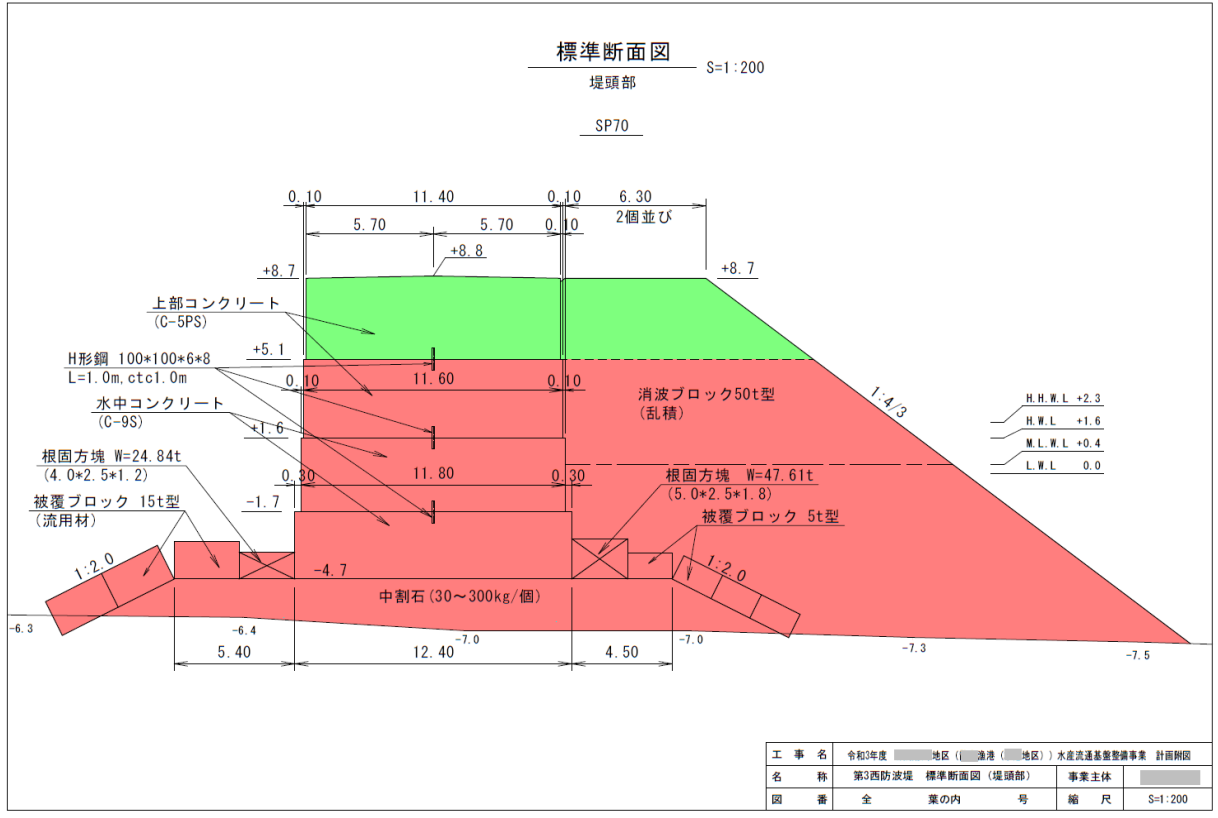 標準断面図
S=1:200
堤頭部
SP70
0.10 11.40 0.10 6.30
2個並び
5.70 5.70 0.10
+8.8
+8.7 +8.7
上部コンクリート
(C-5PS)
+5.1
H形鋼 100*100*6*8
L=1.0m,ctc1.0m
0.10 11.60 0.10
消波ブロック50t型
(乱積)
1:4/3
H.H.W.L +2.3
H.W.L +1.6
M.L.W.L +0.4
L.W.L 0.0
水中コンクリート
(C-9S)
+1.6
根固方塊 W=24.84t
(4.0*2.5*1.2)
0.30 11.80 0.30
根固方塊 W=47.61t
(5.0*2.5*1.8)
被覆ブロック 15t型
(流用材)
-1.7
被覆ブロック 5t型
1:2.0
-4.7
1:2.0
中割石(30～300kg/個)
-6.3
-6.4
-7.0
-7.0
-7.3
-7.5
5.40 12.40 4.50
工事名 令和3年度 地区( 漁港( 地区))水産流通基盤整備事業 計画附図
名称 第3西防波堤 標準断面図(堤頭部) 事業主体
図番 全 葉の内 号 縮尺 S=1:200